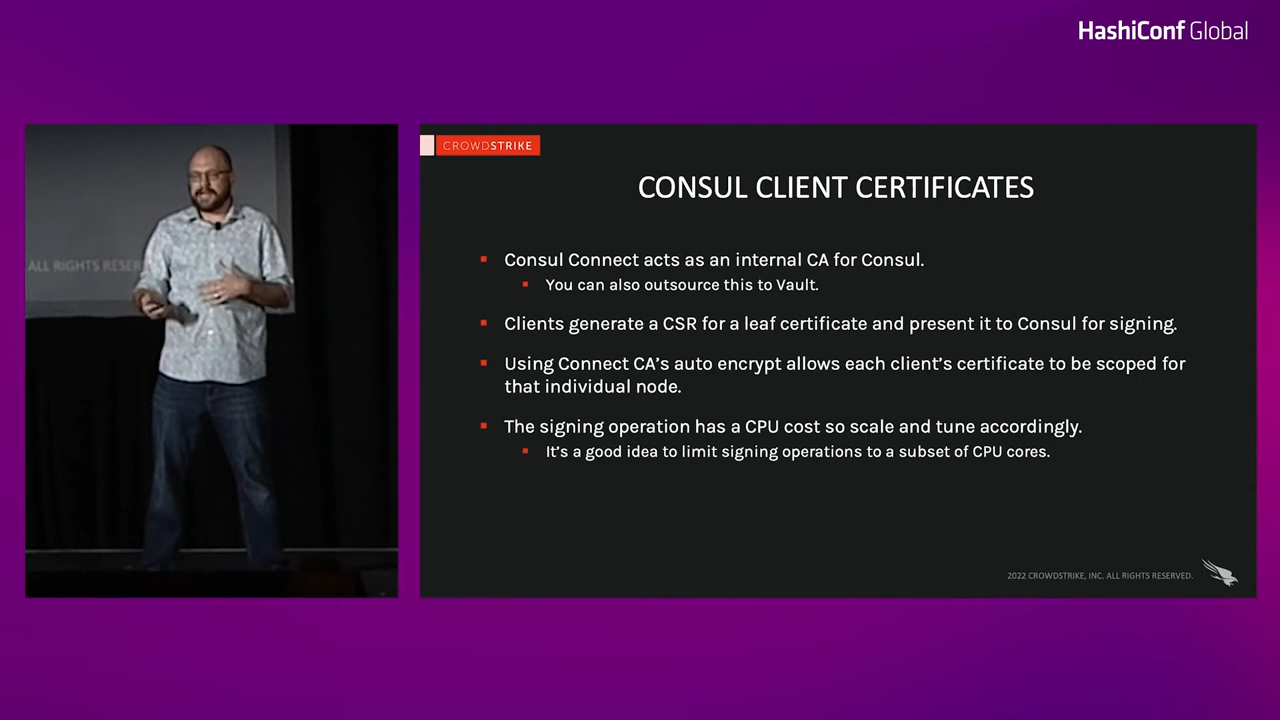 HashiConf Global
ALL RIGHTS RESER
CROWDSTRIKE
CONSUL CLIENT CERTIFICATES
Consul Connect acts as an internal CA for Consul.
You can also outsource this to Vault.
Clients generate a CSR for a leaf certificate and present it to Consul for signing.
Using Connect CA's auto encrypt allows each client's certificate to be scoped for
that individual node.
The signing operation has a CPU cost so scale and tune accordingly.
It's a good idea to limit signing operations to a subset of CPU cores.
2022 CROWDSTRIKE, INC. ALL RIGHTS RESERVED.